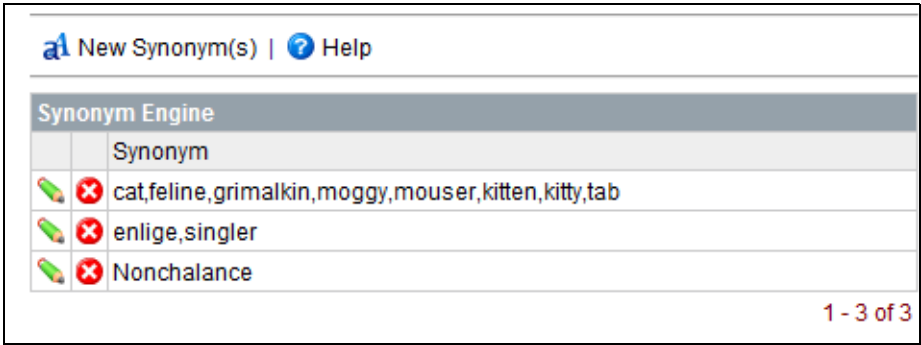 New Synonym(s) | Help
Synonym Engine
Synonym
cat,feline,grimalkin,moggy,mouser,kitten,kitty,tab
enlige,singler
Nonchalance
1 - 3 of 3